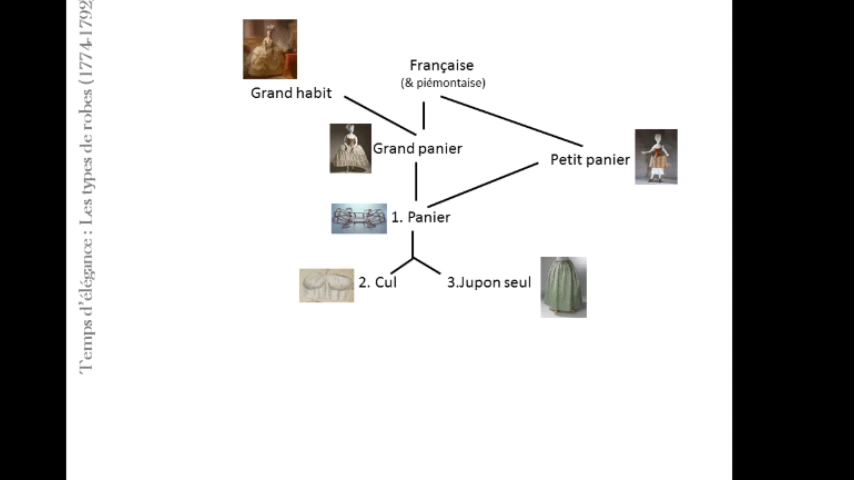 Temps d'élégance : Les types de robes (1774-1792)
Française
(& piémontaise)
Grand habit
Grand panier
Petit panier
1. Panier
2. Cul
3.Jupon seul